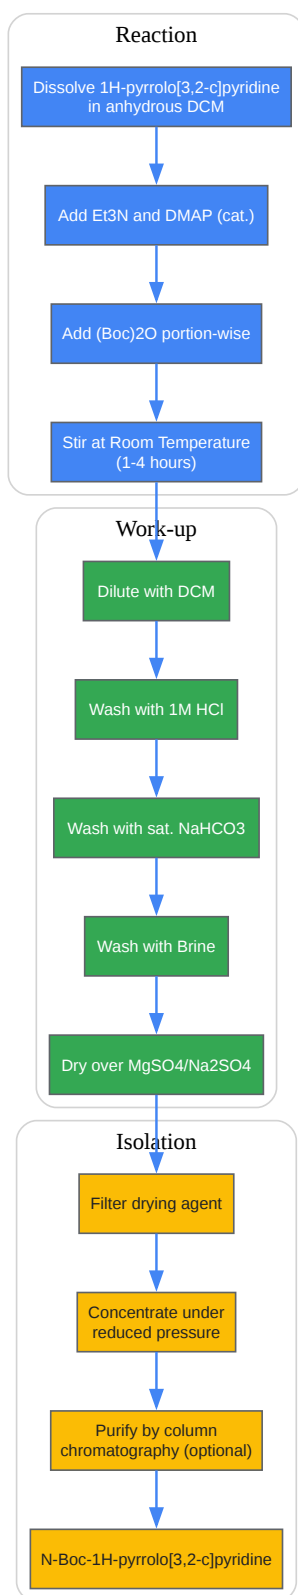 Reaction
Dissolve 1H-pyrrolo[3,2-c]pyridine
in anhydrous DCM
Add Et3N and DMAP (cat.)
Add (Boc)2O portion-wise
Stir at Room Temperature
(1-4 hours)
Work-up
Dilute with DCM
Wash with 1M HCl
Wash with sat. NaHCO3
Wash with Brine
Dry over MgSO4/Na2SO4
Isolation
Filter drying agent
Concentrate under
reduced pressure
Purify by column
chromatography (optional)
N-Boc-1H-pyrrolo[3,2-c]pyridine